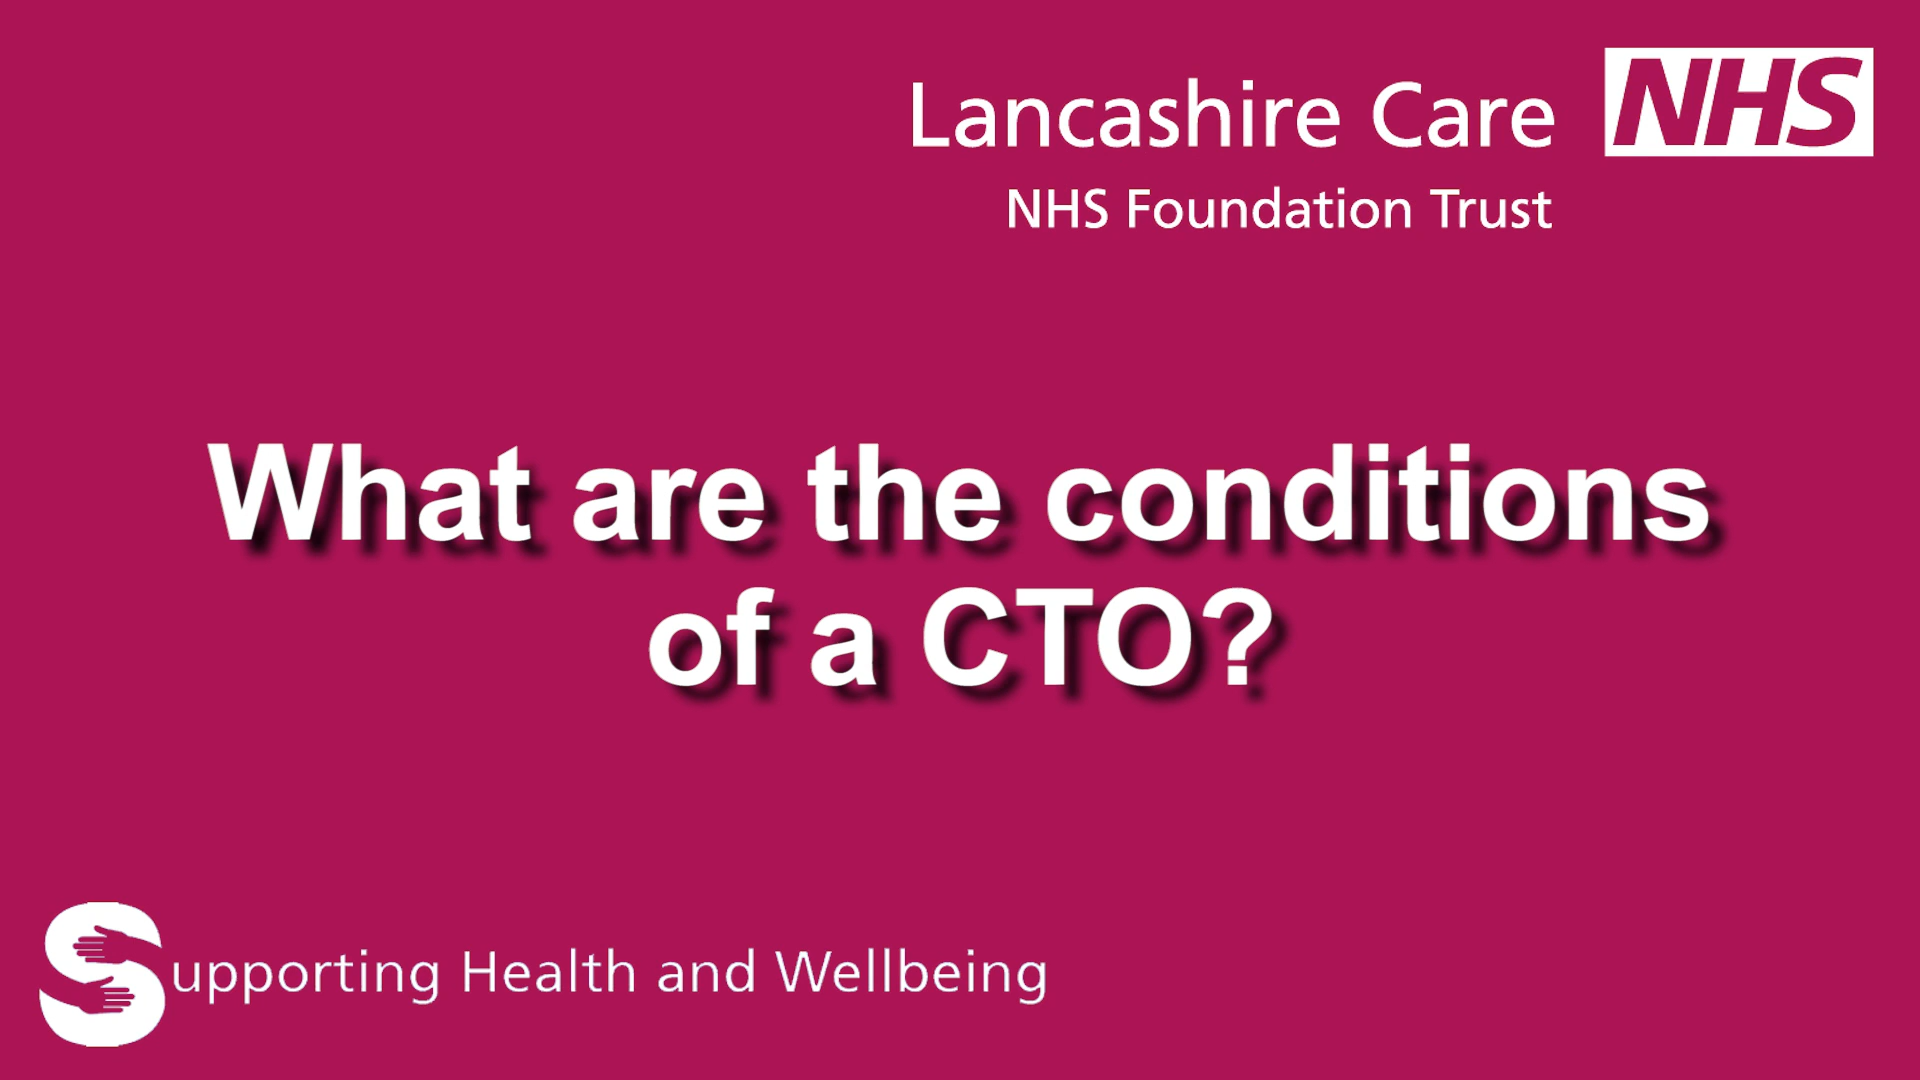 Lancashire Care NHS
NHS Foundation Trust
What are the conditions
of a CTO?
Supporting Health and Wellbeing